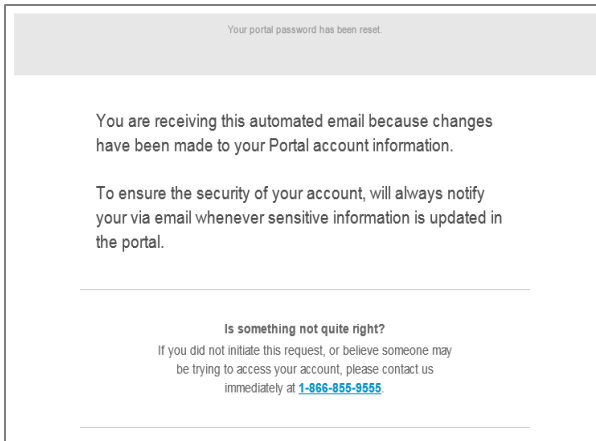 Your portal password has been reset.
You are receiving this automated email because changes
have been made to your Portal account information.
To ensure the security of your account, will always notify
your via email whenever sensitive information is updated in
the portal.
Is something not quite right?
If you did not initiate this request, or believe someone may
be trying to access your account, please contact us
immediately at 1-866-855-9555.